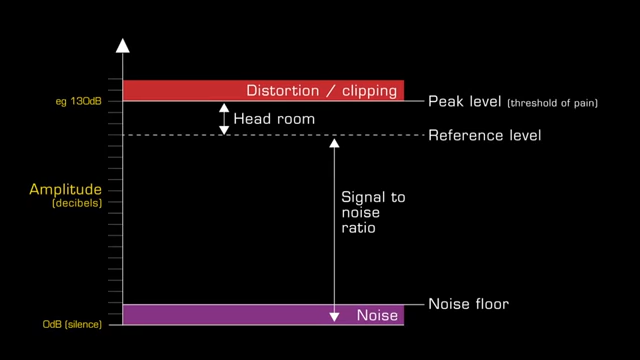 Distortion / clipping
eg 130dB
Peak level (threshold of pain)
Head room
Reference level
Amplitude
(decibels)
Signal to
noise
ratio
Noise floor
Noise
0dB (silence)